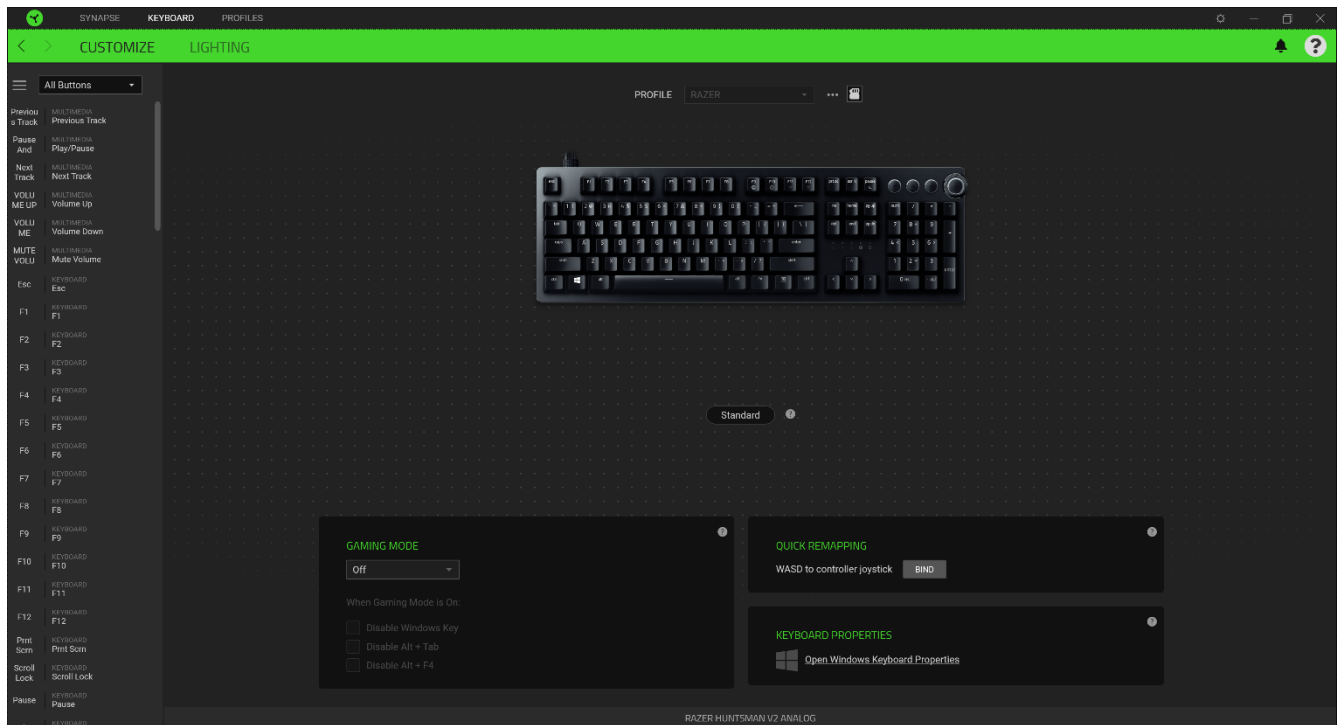 SYNAPSE KEYBOARD PROFILES
CUSTOMIZE LIGHTING
All Buttons
PROFILE RAZER
Previou
s Track
MULTIMEDIA
Previous Track
Pause
And
MULTIMEDIA
Play/Pause
Next
Track
MULTIMEDIA
Next Track
VOLU
ME UP
MULTIMEDIA
Volume Up
VOLU
ME
MULTIMEDIA
Volume Down
MUTE
VOLU
MULTIMEDIA
Mute Volume
Esc
KEYBOARD
Esc
F1
KEYBOARD
F1
F2
KEYBOARD
F2
F3
KEYBOARD
F3
F4
KEYBOARD
F4
F5
KEYBOARD
F5
F6
KEYBOARD
F6
F7
KEYBOARD
F7
F8
KEYBOARD
F8
F9
KEYBOARD
F9
F10
KEYBOARD
F10
F11
KEYBOARD
F11
F12
KEYBOARD
F12
Prnt
Scrn
KEYBOARD
Prnt Scrn
Scroll
Lock
KEYBOARD
Scroll Lock
Pause
KEYBOARD
Pause
KEYBOARD
Standard
GAMING MODE
Off
When Gaming Mode is On:
Disable Windows Key
Disable Alt + Tab
Disable Alt + F4
QUICK REMAPPING
WASD to controller joystick BIND
KEYBOARD PROPERTIES
Open Windows Keyboard Properties
RAZER HUNTSMAN V2 ANALOG